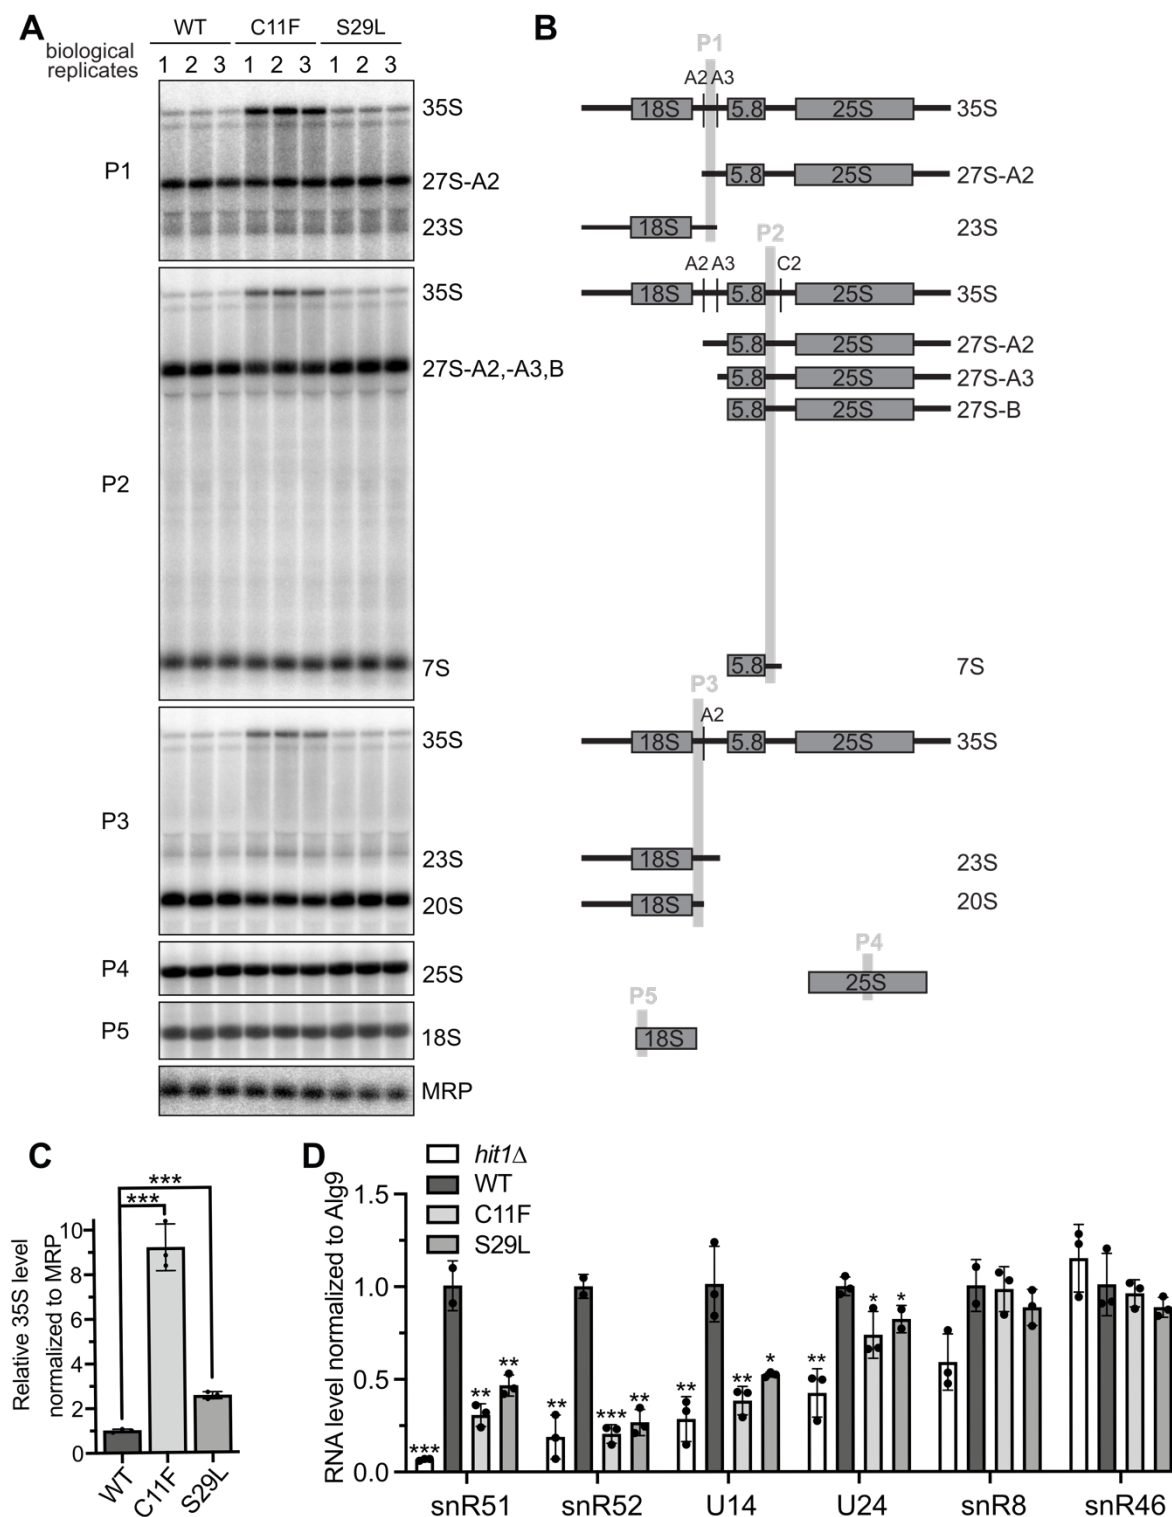 A
WT C11F S29L
biological
replicates
1 2 3 1 2 3 1 2 3
P1
35S
27S-A2
23S
P2
35S
27S-A2,-A3,B
7S
P3
35S
23S
20S
P4
25S
P5
18S
MRP
B
P1
A2 A3
18S 5.8 25S 35S
5.8 25S 27S-A2
18S 23S
P2
A2 A3 C2
18S 5.8 25S 35S
5.8 25S 27S-A2
5.8 25S 27S-A3
5.8 25S 27S-B
5.8 7S
P3
A2
18S 5.8 25S 35S
18S 23S
18S 20S
P4
25S
P5
18S
C
Relative 35S level
normalized to MRP
10
8
6
4
2
0
***
***
WT
C11F
S29L
D
RNA level normalized to Alg9
hit1Δ
WT
C11F
S29L
1.5
1.0
0.5
0.0
*** ** **
** *** **
** ** *
** * *
snR51 snR52 U14 U24 snR8 snR46